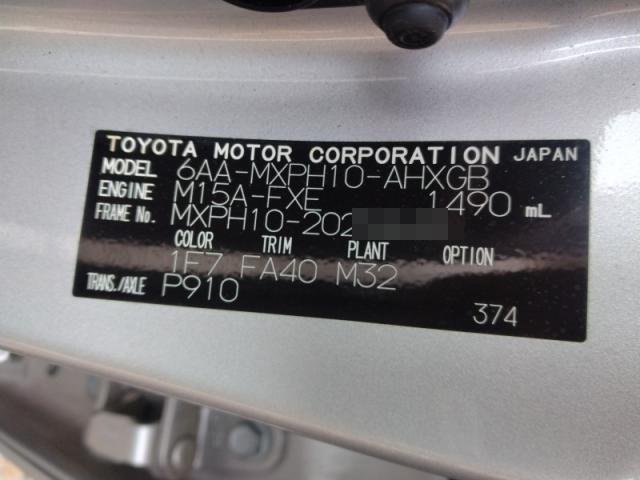 TOYOTA MOTOR CORPORATION JAPAN
MODEL 6AA-MXPH10-AHXGB
ENGINE M15A-FXE 1490 mL
FRAME No. MXPH10-202
COLOR TRIM PLANT OPTION
1F7 FA40 M32
TRANS./AXLE P910
374